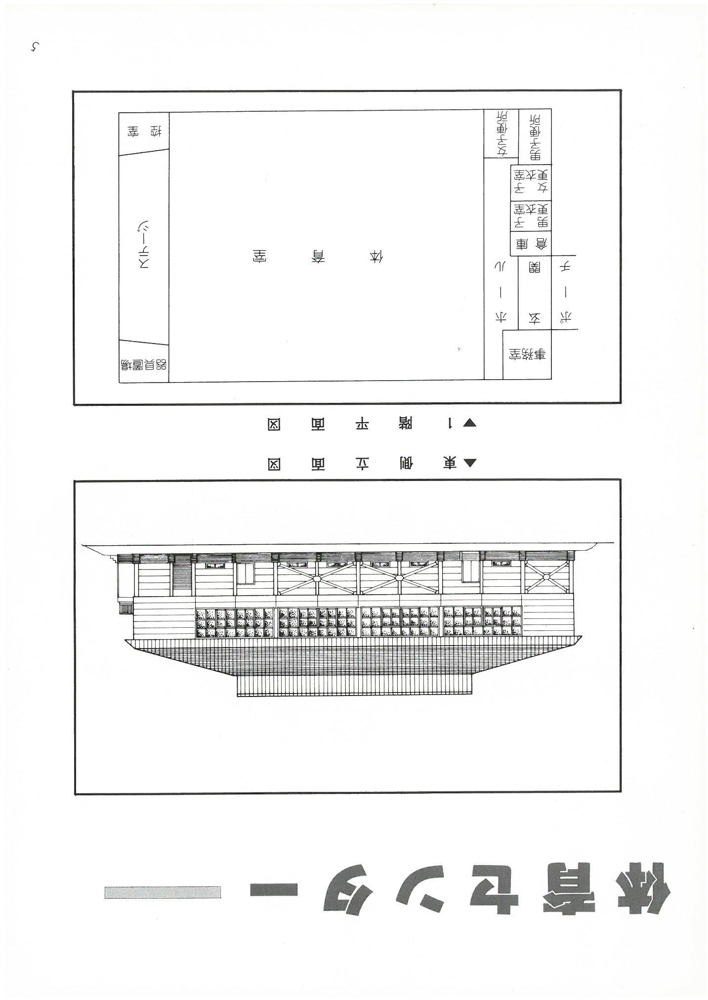 体育センター
▲東側立面図
▲1階平面図
事務室
器具置場
ポーチ
玄関
ホール
体育室
ステージ
倉庫
男子
更衣室
女子
更衣室
男子便所
女子便所
控室
5